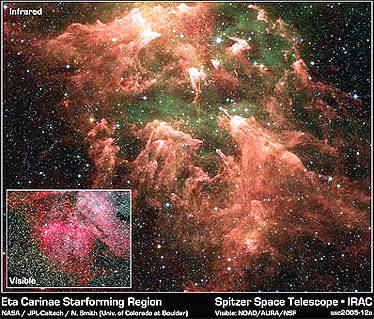 Infrared
Visible
Eta Carinae Starforming Region
Spitzer Space Telescope • IRAC
NASA / JPL-Caltech / N. Smith (Univ. of Colorado at Boulder)
Visible: NOAO/AURA/NSF
ssc2005-12a